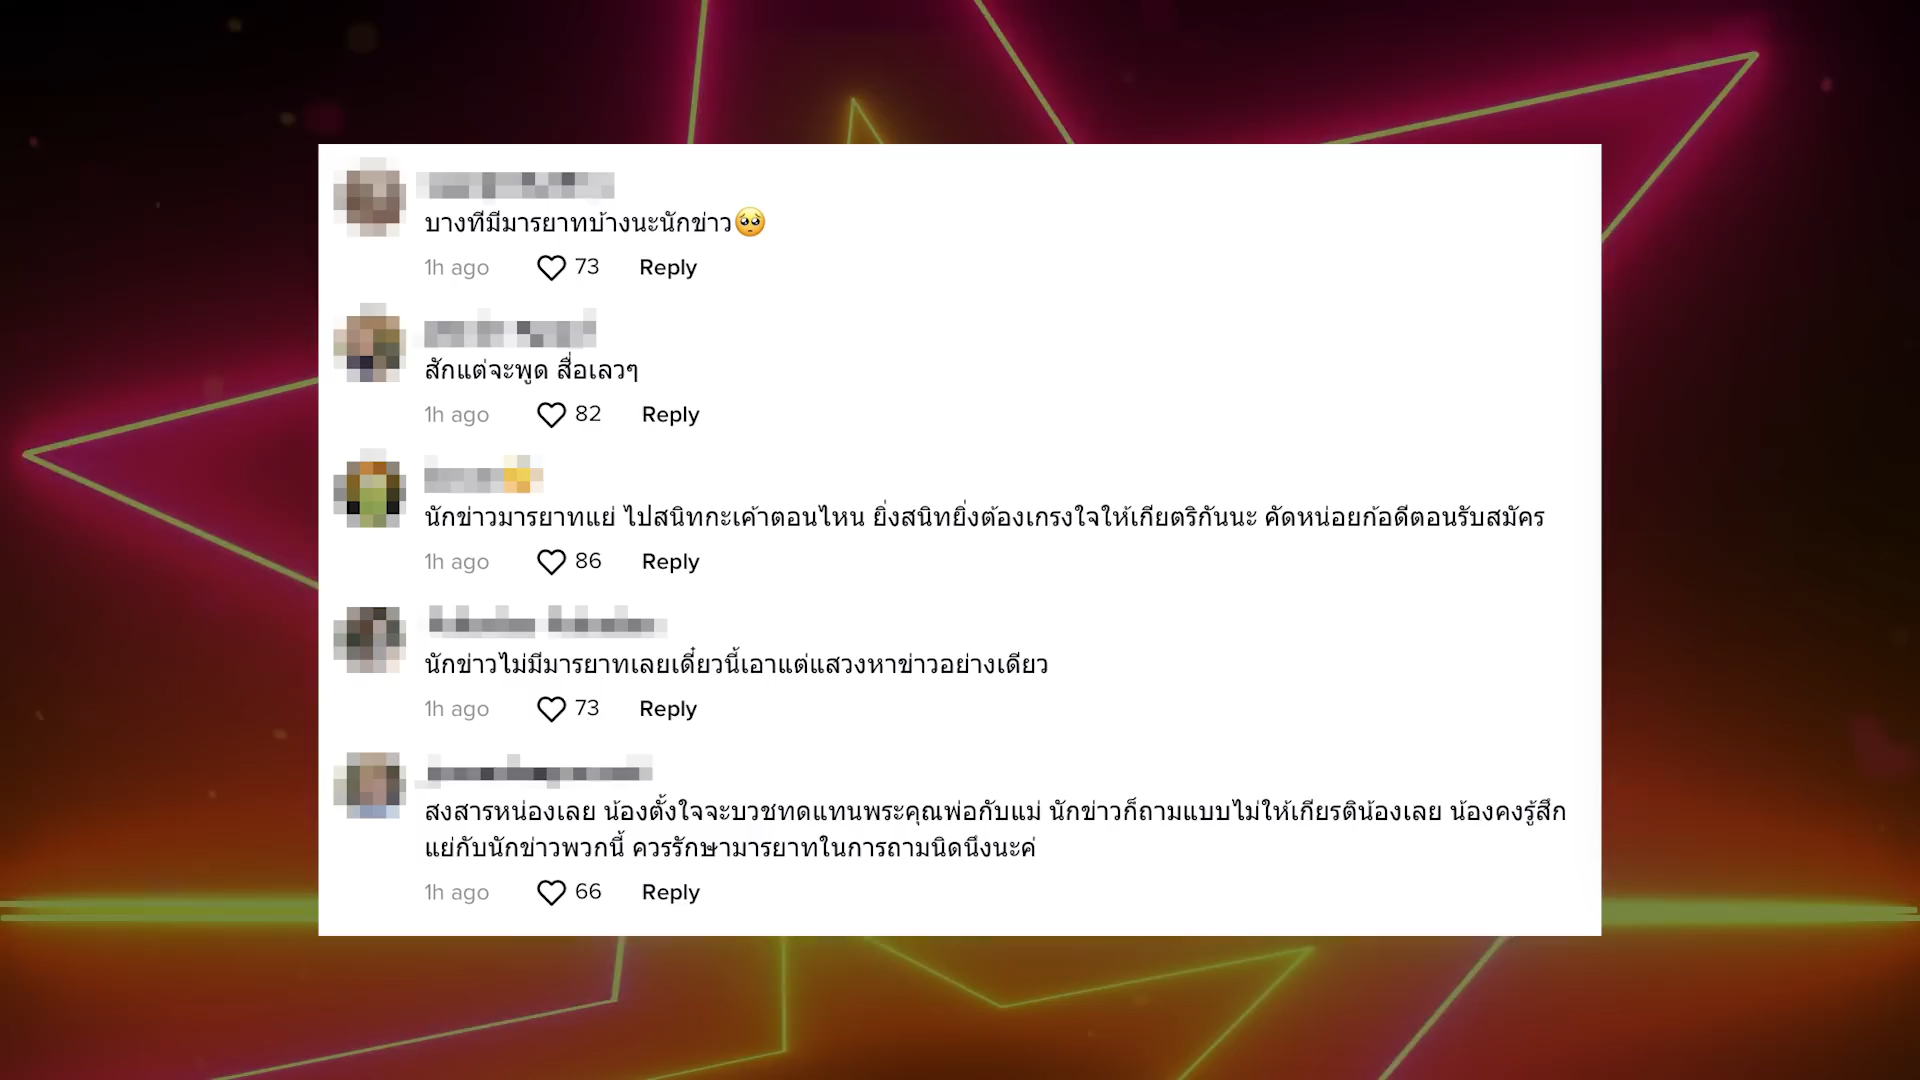 บางทีมีมารยาทบ้างนะนักข่าว🥺
1h ago 73 Reply
สักแต่จะพูด สื่อเลวๆ
1h ago 82 Reply
นักข่าวมารยาทแย่ ไปสนิทกะเค้าตอนไหน ยิ่งสนิทยิ่งต้องเกรงใจให้เกียตริกันนะ คัดหน่อยก้อดีตอนรับสมัคร
1h ago 86 Reply
นักข่าวไม่มีมารยาทเลยเดี๋ยวนี้เอาแต่แสวงหาข่าวอย่างเดียว
1h ago 73 Reply
สงสารหน่องเลย น้องตั้งใจจะบวชทดแทนพระคุณพ่อกับแม่ นักข่าวก็ถามแบบไม่ให้เกียรติน้องเลย น้องคงรู้สึก
แย่กับนักข่าวพวกนี้ ควรรักษามารยาทในการถามนิดนึงนะค่
1h ago 66 Reply